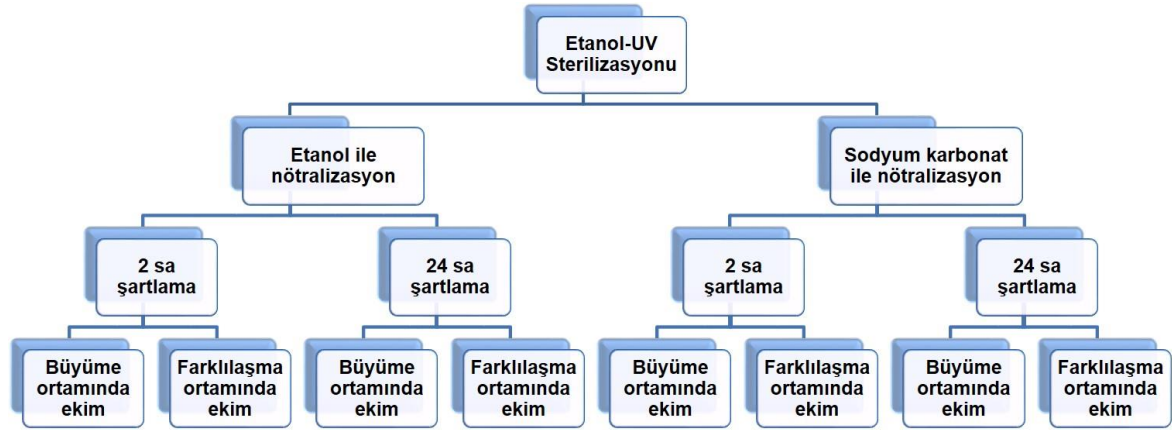 Etanol-UV
Sterilizasyonu
Etanol ile
nötralizasyon
Sodyum karbonat
ile nötralizasyon
2 sa
şartlama
24 sa
şartlama
2 sa
şartlama
24 sa
şartlama
Büyüme
ortamında
ekim
Farklılaşma
ortamında
ekim
Büyüme
ortamında
ekim
Farklılaşma
ortamında
ekim
Büyüme
ortamında
ekim
Farklılaşma
ortamında
ekim
Büyüme
ortamında
ekim
Farklılaşma
ortamında
ekim